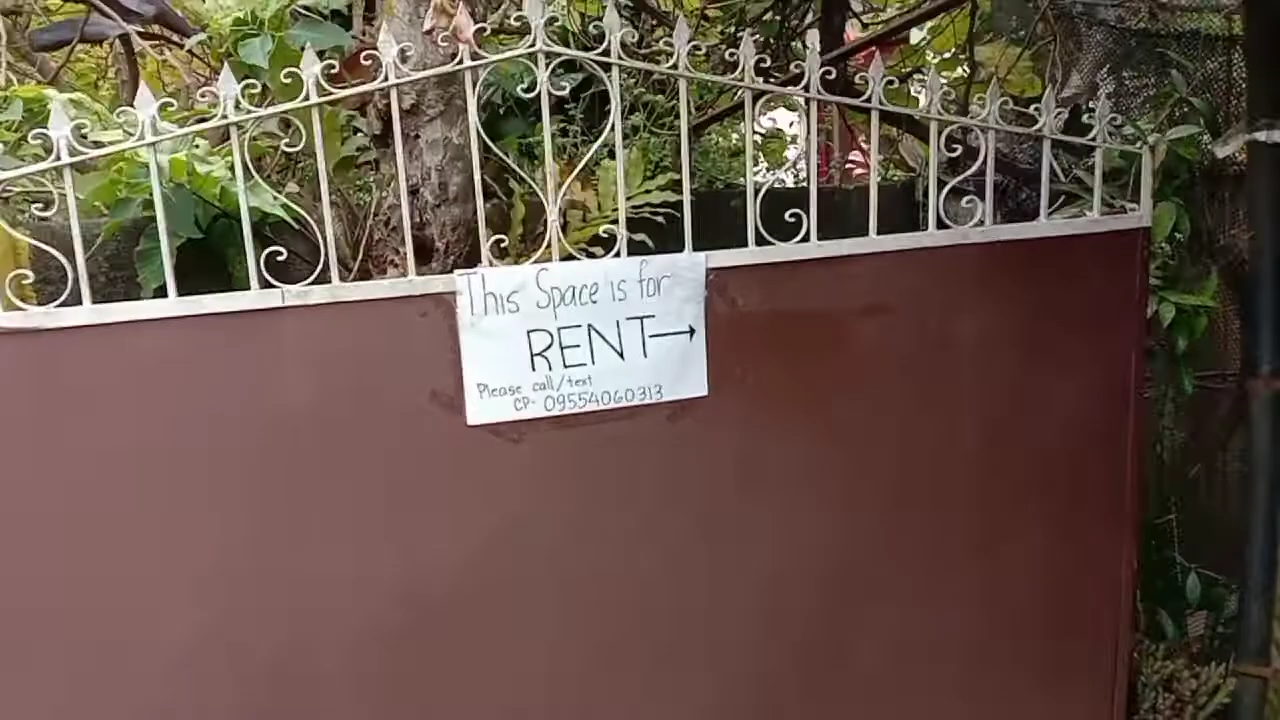 This Space is for
RENT→
Please call/text
CP- 09554060313